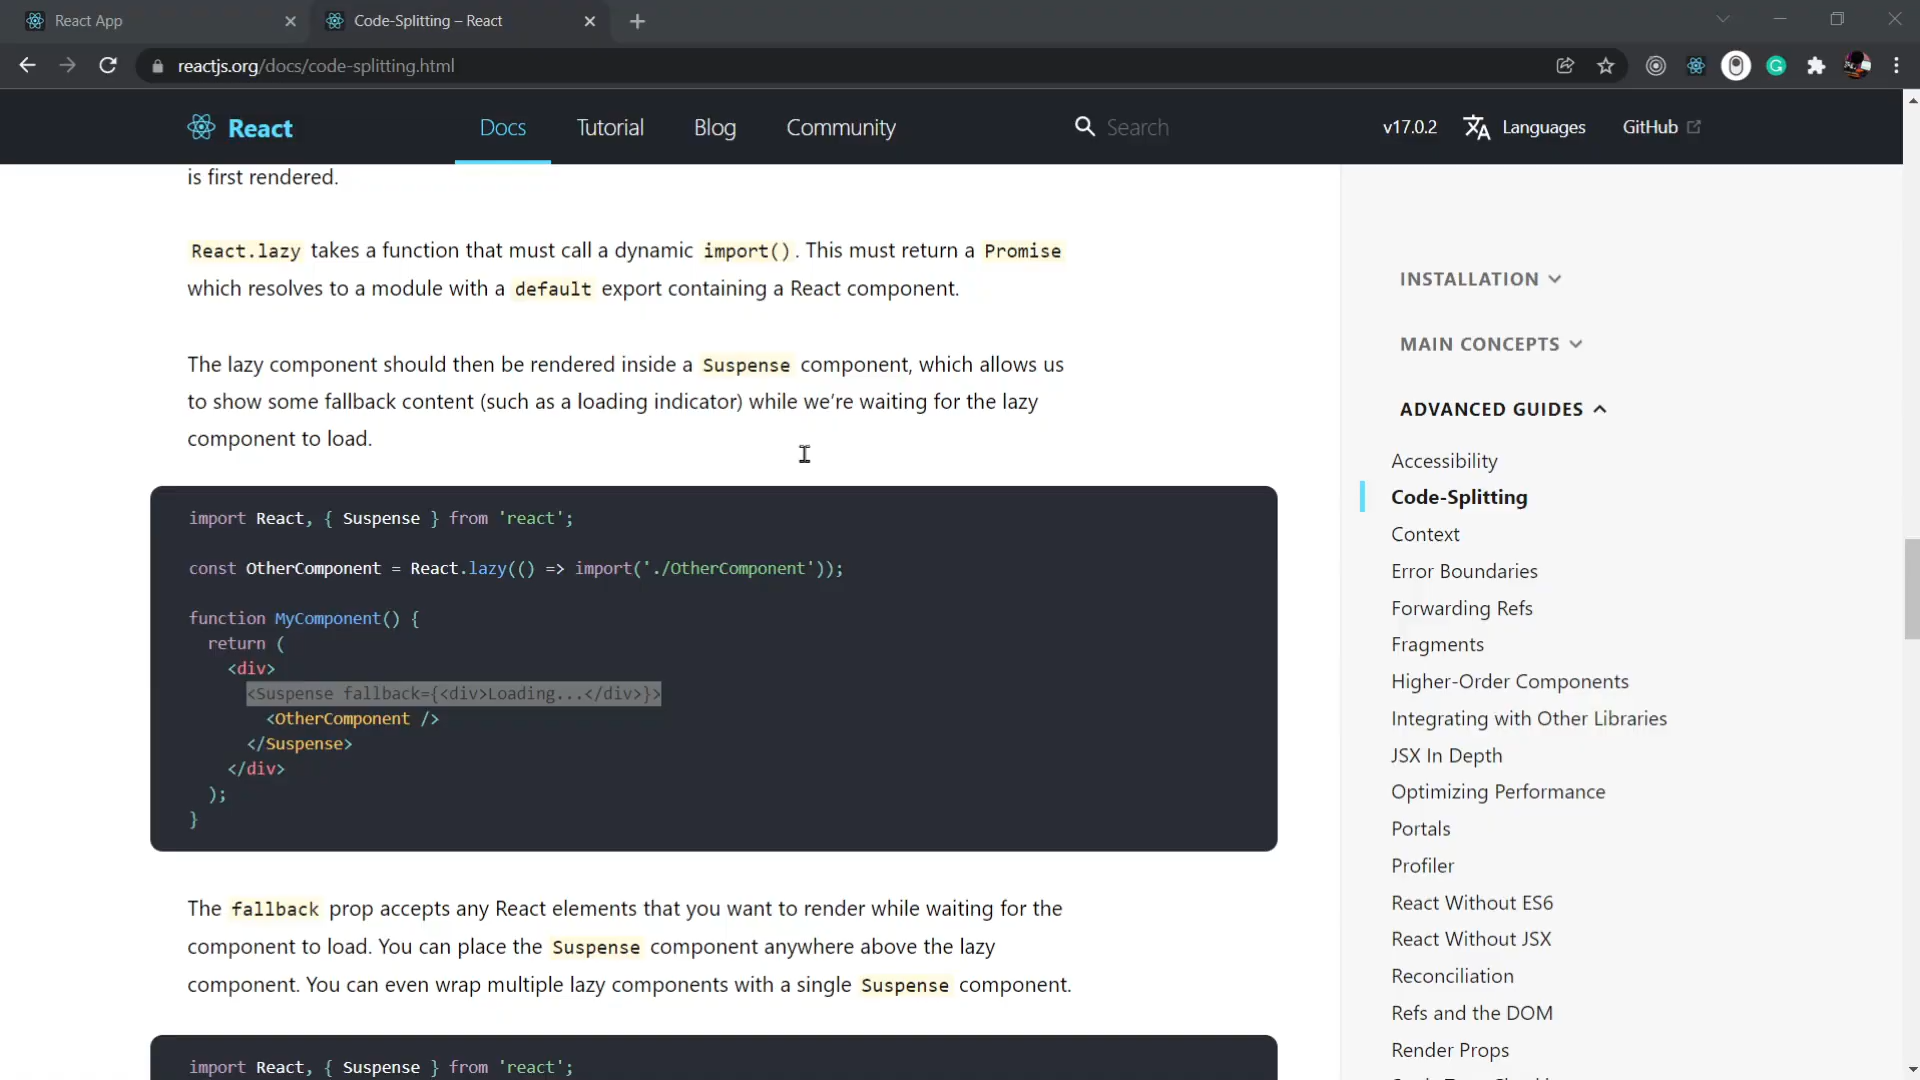 React App
Code-Splitting – React
reactjs.org/docs/code-splitting.html
React
Docs
Tutorial
Blog
Community
Search
v17.0.2
Languages
GitHub
is first rendered.
React.lazy takes a function that must call a dynamic import(). This must return a Promise
which resolves to a module with a default export containing a React component.
The lazy component should then be rendered inside a Suspense component, which allows us
to show some fallback content (such as a loading indicator) while we’re waiting for the lazy
component to load.
import React, { Suspense } from 'react';
const OtherComponent = React.lazy(() => import('./OtherComponent'));
function MyComponent() {
return (
<div>
<Suspense fallback={<div>Loading...</div>}>
<OtherComponent />
</Suspense>
</div>
);
}
The fallback prop accepts any React elements that you want to render while waiting for the
component to load. You can place the Suspense component anywhere above the lazy
component. You can even wrap multiple lazy components with a single Suspense component.
import React, { Suspense } from 'react';
INSTALLATION
MAIN CONCEPTS
ADVANCED GUIDES
Accessibility
Code-Splitting
Context
Error Boundaries
Forwarding Refs
Fragments
Higher-Order Components
Integrating with Other Libraries
JSX In Depth
Optimizing Performance
Portals
Profiler
React Without ES6
React Without JSX
Reconciliation
Refs and the DOM
Render Props